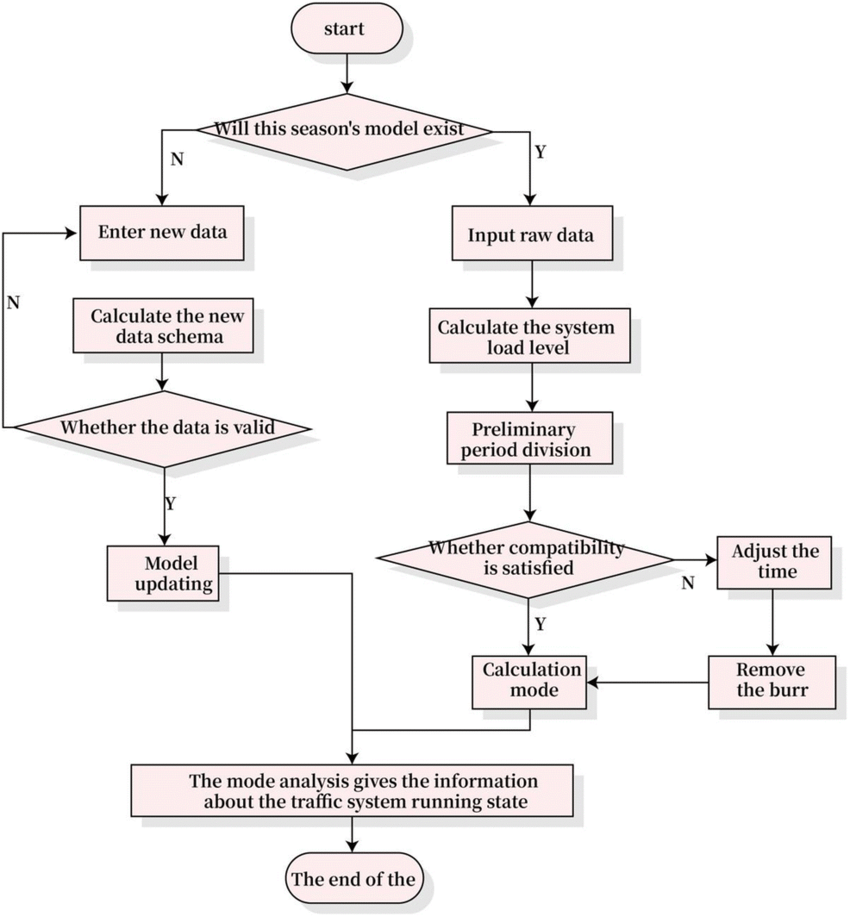 start
Will this season's model exist
N
Y
Enter new data
Input raw data
N
Calculate the new
data schema
Calculate the system
load level
Whether the data is valid
Preliminary
period division
Y
Whether compatibility
is satisfied
N
Adjust the
time
Model
updating
Y
Calculation
mode
Remove
the burr
The mode analysis gives the information
about the traffic system running state
The end of the